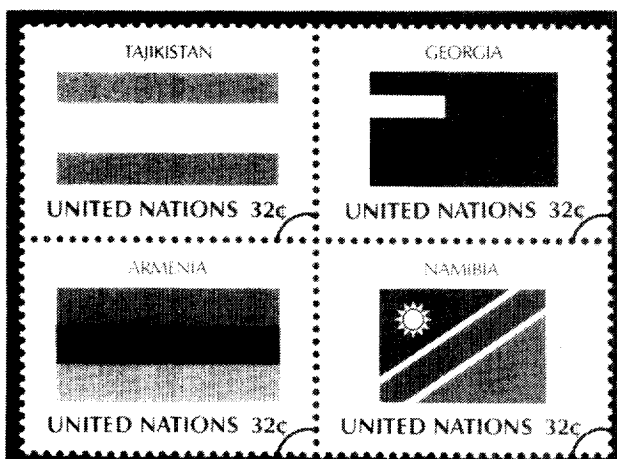 TAJIKISTAN
UNITED NATIONS 32¢
GEORGIA
UNITED NATIONS 32¢
ARMENIA
UNITED NATIONS 32¢
NAMIBIA
UNITED NATIONS 32¢